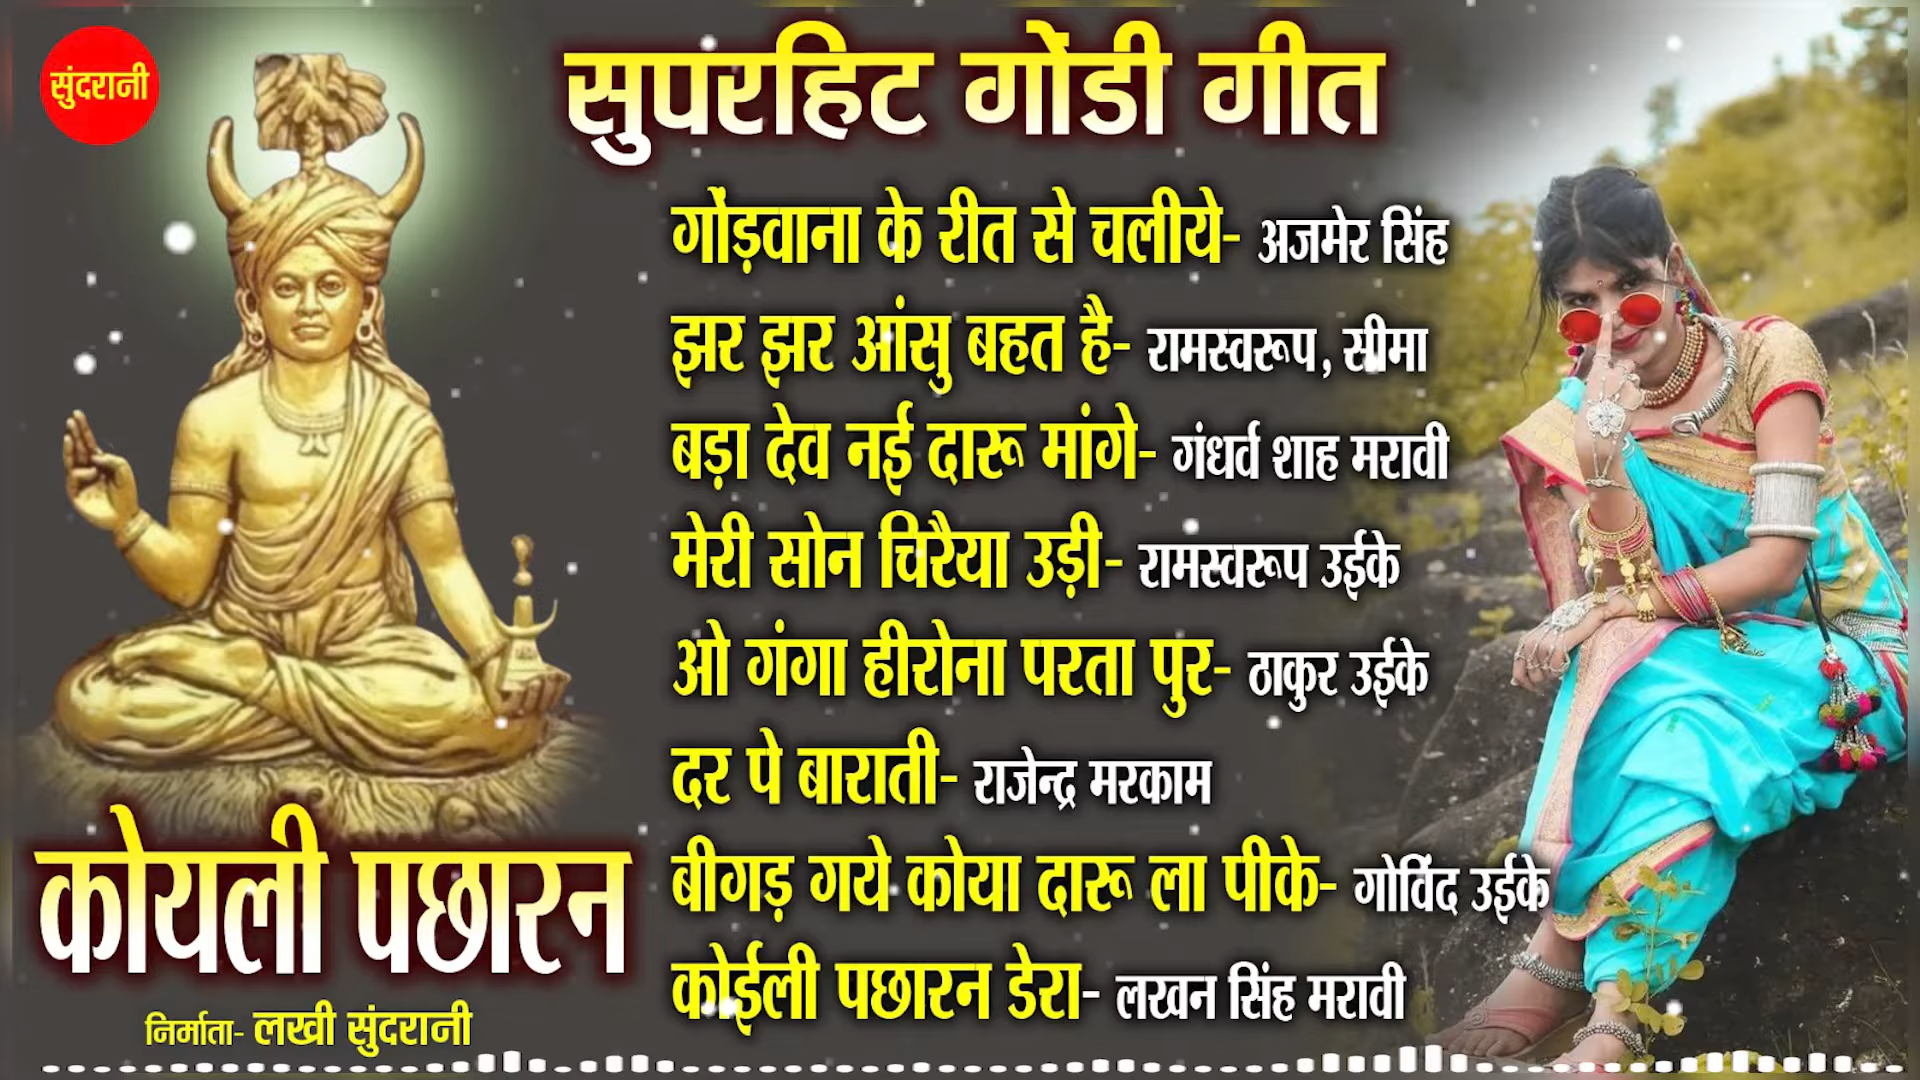 सुंदरानी
सुपरहिट गोंडी गीत
गोंड़वाना के रीत से चलीये- अजमेर सिंह
झर झर आंसु बहत है- रामस्वरूप, सीमा
बड़ा देव नई दारू मांगे- गंधर्व शाह मरावी
मेरी सोन चिरैया उड़ी- रामस्वरूप उईके
ओ गंगा हीरोना परता पुर- ठाकुर उईके
दर पे बाराती- राजेन्द्र मरकाम
बीगड़ गये कोया दारू ला पीके- गोविंद उईके
कोईली पछारन डेरा- लखन सिंह मरावी
कोयली पछारन
निर्माता- लखी सुंदरानी